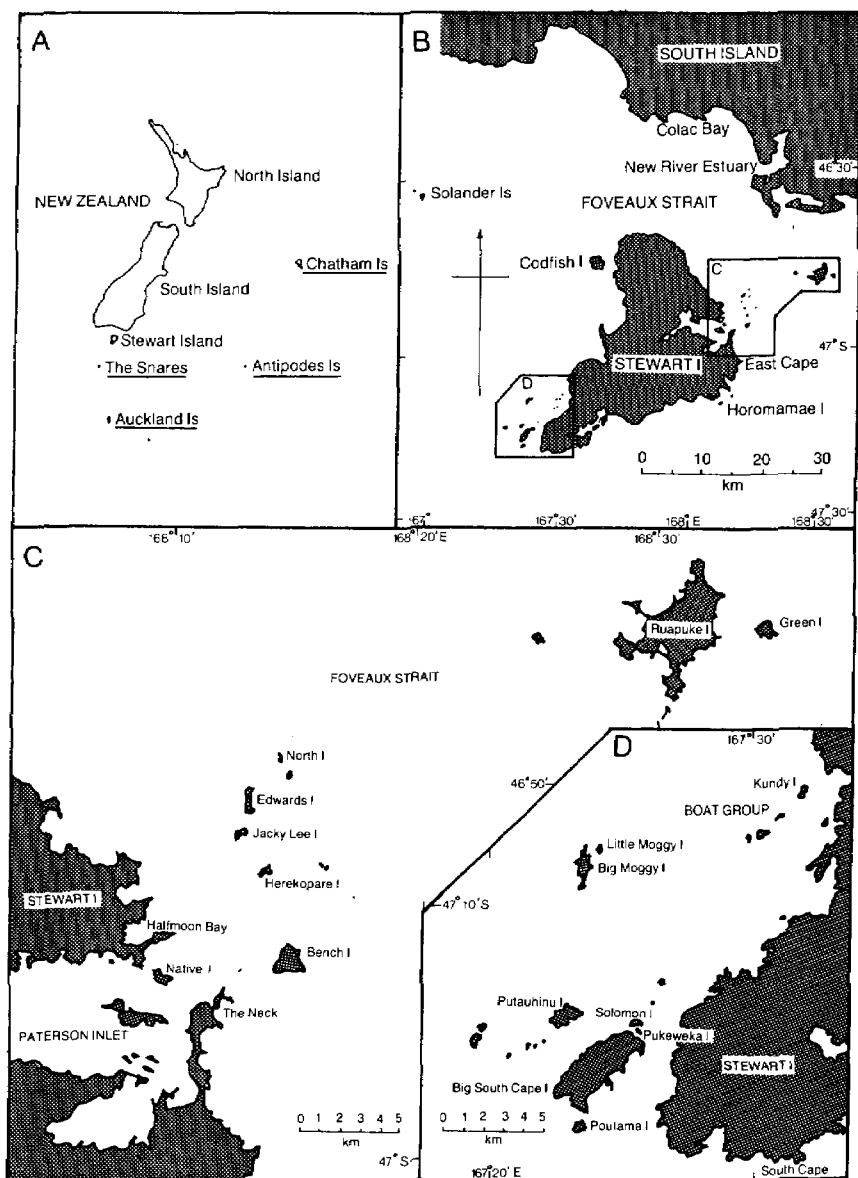 A
North Island
NEW ZEALAND
Chatham Is
South Island
Stewart Island
The Snares
Antipodes Is
Auckland Is
B
SOUTH ISLAND
Colac Bay
New River Estuary
46°30'
Solander Is
FOVEAUX STRAIT
Codfish I
C
47°S
STEWART I
East Cape
D
Horomamae I
0 10 20 30
km
47°30'
167°
167°30'
168°E
168°30'
C
166°10'
168°20'E
168°30'
Ruapuke I
Green I
FOVEAUX STRAIT
North I
46°50'
Edwards I
Jacky Lee I
Herekopare I
STEWART I
Halfmoon Bay
Bench I
Native I
The Neck
PATERSON INLET
0 1 2 3 4 5
km
47°S
D
167°30'
Kundy I
BOAT GROUP
Little Moggy I
Big Moggy I
47°10'S
Putauhinu I
Solomon I
Pukeweka I
STEWART I
Big South Cape I
Poulama I
0 1 2 3 4 5
km
167°20'E
South Cape